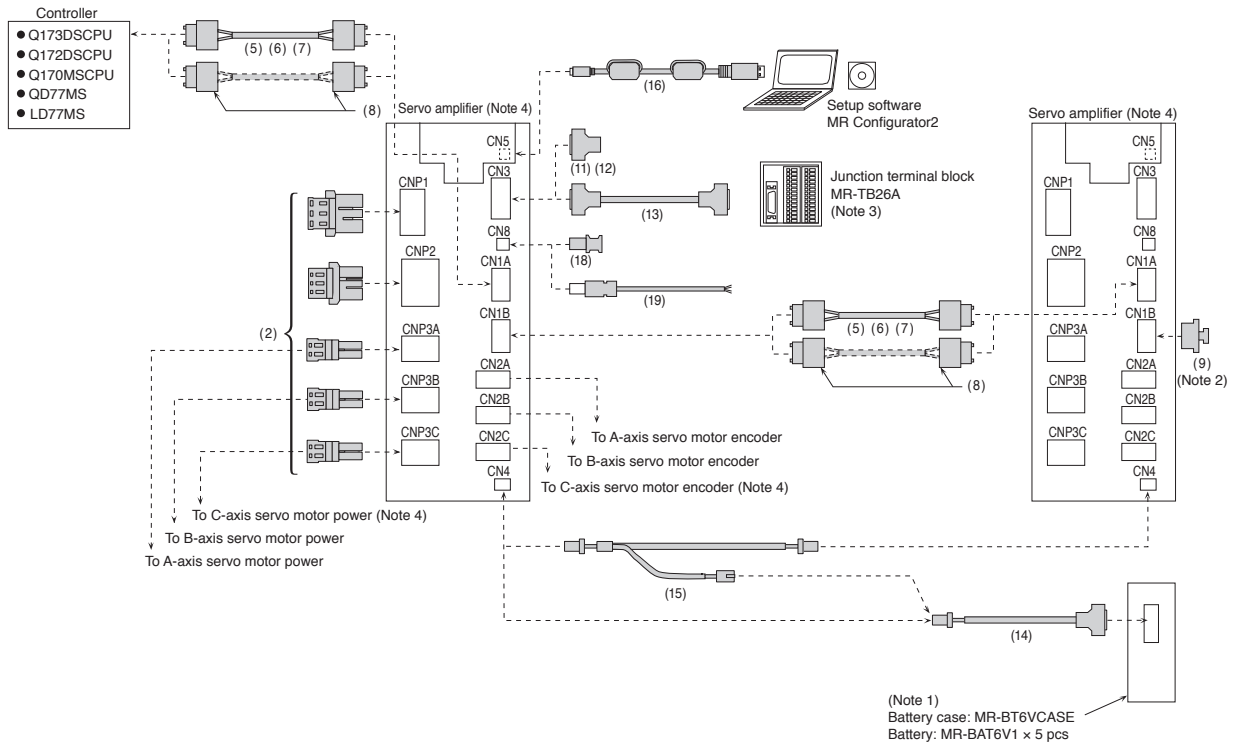 Controller
● Q173DSCPU
● Q172DSCPU
● Q170MSCPU
● QD77MS
● LD77MS
(5) (6) (7)
(8)
Servo amplifier (Note 4)
CN5
CNP1
CN3
CN8
CNP2
CN1A
CN1B
CNP3A
CN2A
CNP3B
CN2B
CNP3C
CN2C
CN4
(2)
(16)
Setup software
MR Configurator2
(11) (12)
(13)
Junction terminal block
MR-TB26A
(Note 3)
(18)
(19)
(5) (6) (7)
(8)
Servo amplifier (Note 4)
CN5
CNP1
CN3
CN8
CNP2
CN1A
CN1B
CNP3A
CN2A
CNP3B
CN2B
CNP3C
CN2C
CN4
(9)
(Note 2)
To A-axis servo motor encoder
To B-axis servo motor encoder
To C-axis servo motor encoder (Note 4)
To C-axis servo motor power (Note 4)
To B-axis servo motor power
To A-axis servo motor power
(15)
(14)
(Note 1)
Battery case: MR-BT6VCASE
Battery: MR-BAT6V1 × 5 pcs